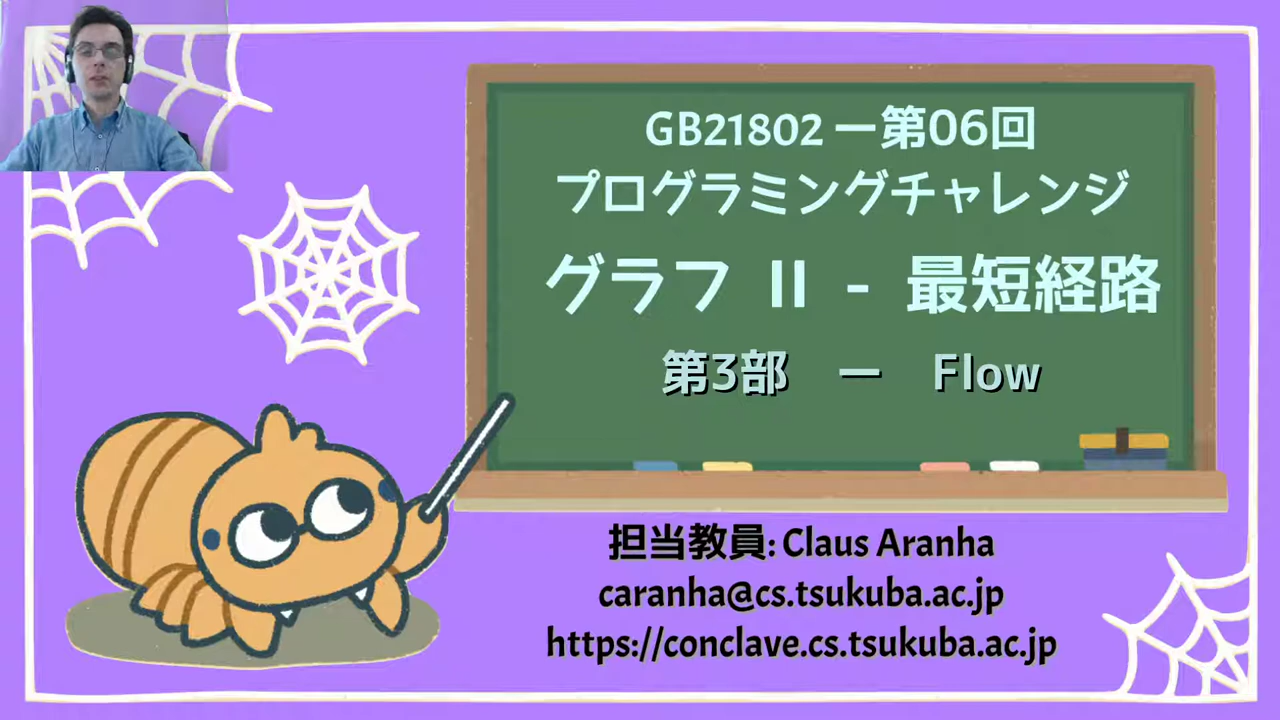 GB21802 ー第06回
プログラミングチャレンジ
グラフ II - 最短経路
第3部 ー Flow
担当教員: Claus Aranha
caranha@cs.tsukuba.ac.jp
https://conclave.cs.tsukuba.ac.jp